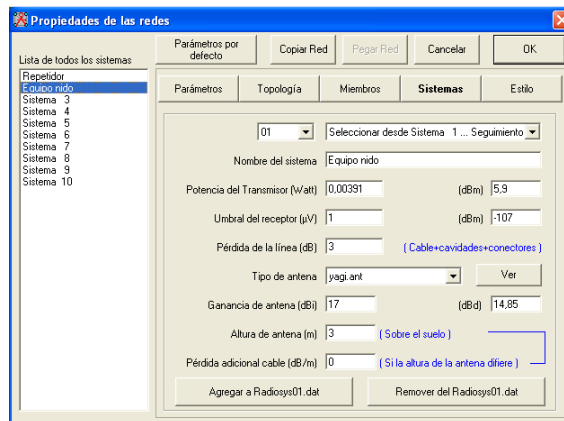 Propiedades de las redes
Lista de todos los sistemas
Parámetros por defecto
Copiar Red
Pegar Red
Cancelar
OK
Repetidor
Equipo nido
Sistema 3
Sistema 4
Sistema 5
Sistema 6
Sistema 7
Sistema 8
Sistema 9
Sistema 10
Parámetros
Topología
Miembros
Sistemas
Estilo
01
Seleccionar desde Sistema 1 ... Seguimiento
Nombre del sistema Equipo nido
Potencia del Transmisor (Watt) 0,00391 (dBm) 5,9
Umbral del receptor (µV) 1 (dBm) -107
Pérdida de la línea (dB) 3 ( Cable+cavidades+conectores )
Tipo de antena yagi.ant Ver
Ganancia de antena (dBi) 17 (dBd) 14,85
Altura de antena (m) 3 ( Sobre el suelo )
Pérdida adicional cable (dB/m) 0 ( Si la altura de la antena difiere )
Agregar a Radiosys01.dat
Remover del Radiosys01.dat